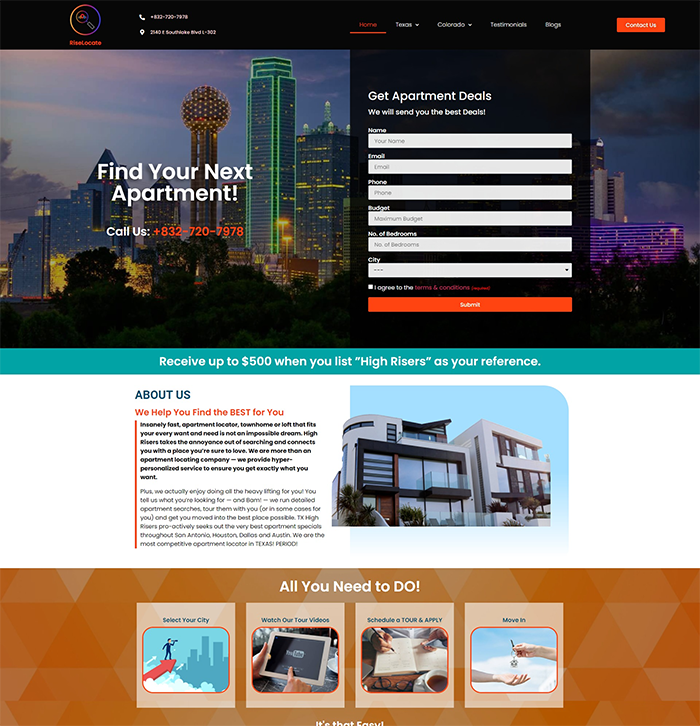 RiseLocate
+832-720-7978
2140 E Southlake Blvd L-302
Home
Texas
Colorado
Testimonials
Blogs
Contact Us
Find Your Next
Apartment!
Call Us: +832-720-7978
Get Apartment Deals
We will send you the best Deals!
Name
Your Name
Email
Email
Phone
Phone
Budget
Maximum Budget
No. of Bedrooms
No. of Bedrooms
City
---
I agree to the terms & conditions (required)
Submit
Receive up to $500 when you list ”High Risers” as your reference.
ABOUT US
We Help You Find the BEST for You
Insanely fast, apartment locator, townhome or loft that fits
your every want and need is not an impossible dream. High
Risers takes the annoyance out of searching and connects
you with a place you’re sure to love. We are more than an
apartment locating company — we provide hyper-
personalized service to ensure you get exactly what you
want.
Plus, we actually enjoy doing all the heavy lifting for you! You
tell us what you’re looking for — and Bam! — we run detailed
apartment searches, tour them with you (or in some cases for
you) and get you moved into the best place possible. TX High
Risers pro-actively seeks out the very best apartment specials
throughout San Antonio, Houston, Dallas and Austin. We are the
most competitive apartment locator in TEXAS! PERIOD!
All You Need to DO!
Select Your City
Watch Our Tour Videos
Schedule a TOUR & APPLY
Move In
YouTube
It's that Easy!